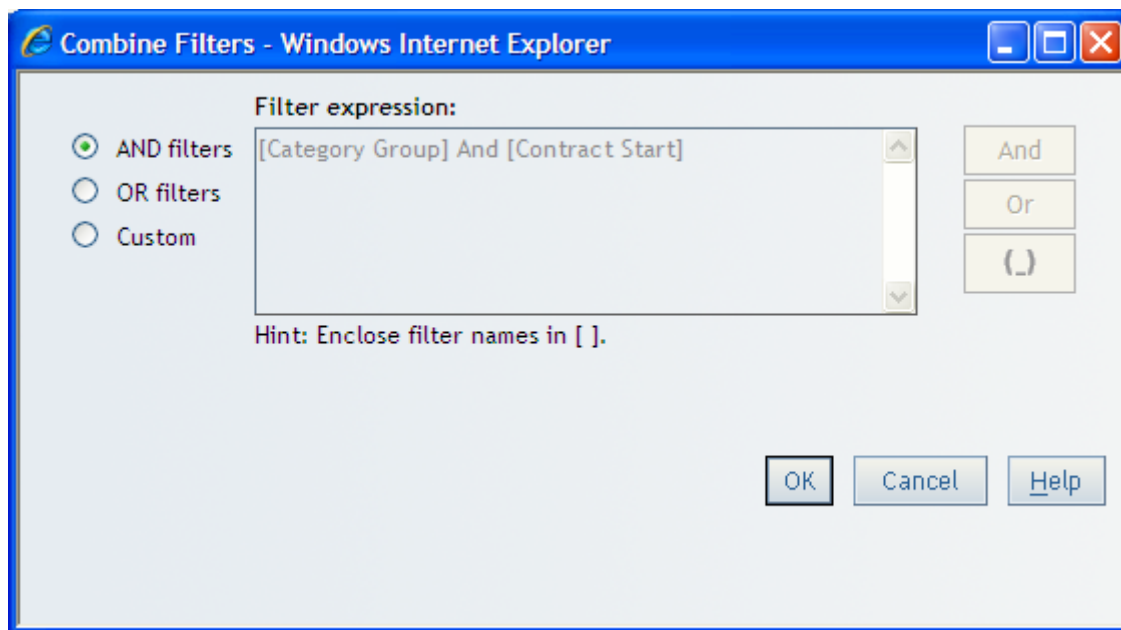 Combine Filters - Windows Internet Explorer
Filter expression:
AND filters
[Category Group] And [Contract Start]
And
OR filters
Or
Custom
(_)
Hint: Enclose filter names in [ ].
OK
Cancel
Help